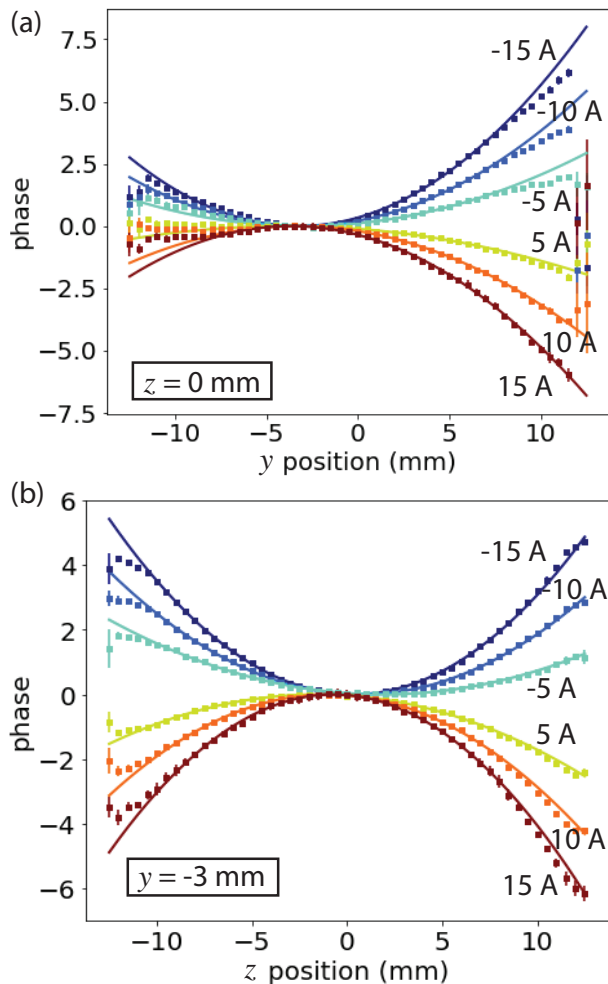 (a)
7.5
5.0
2.5
0.0
−2.5
−5.0
−7.5
phase
-15 A
-10 A
-5 A
5 A
10 A
15 A
z = 0 mm
−10
−5
0
5
10
y position (mm)
(b)
6
4
2
0
−2
−4
−6
phase
-15 A
-10 A
-5 A
5 A
10 A
15 A
y = -3 mm
−10
−5
0
5
10
z position (mm)